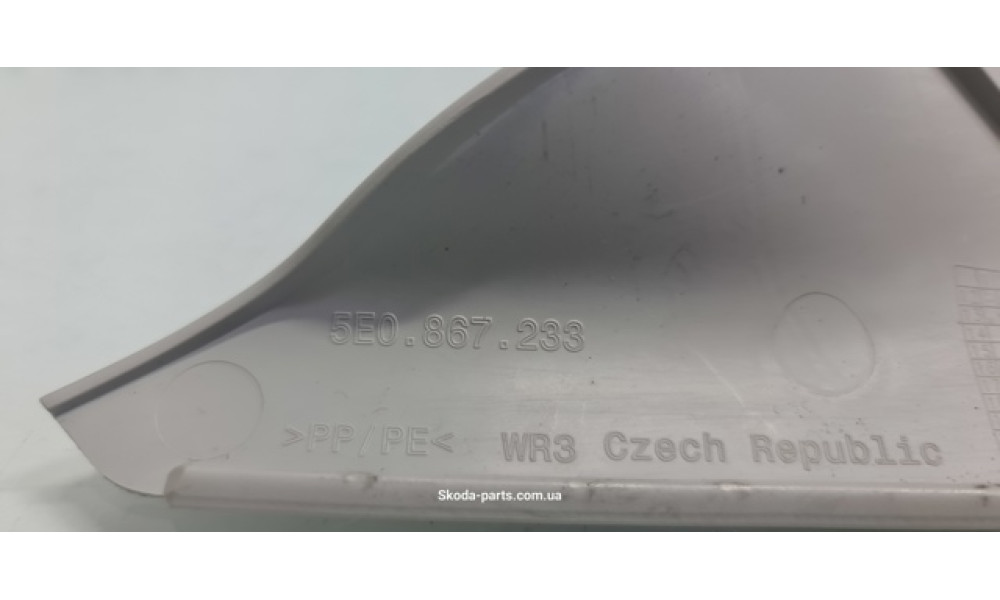 5E0.867.233
>PP/PE< WR3 Czech Republic
Skoda-parts.com.ua